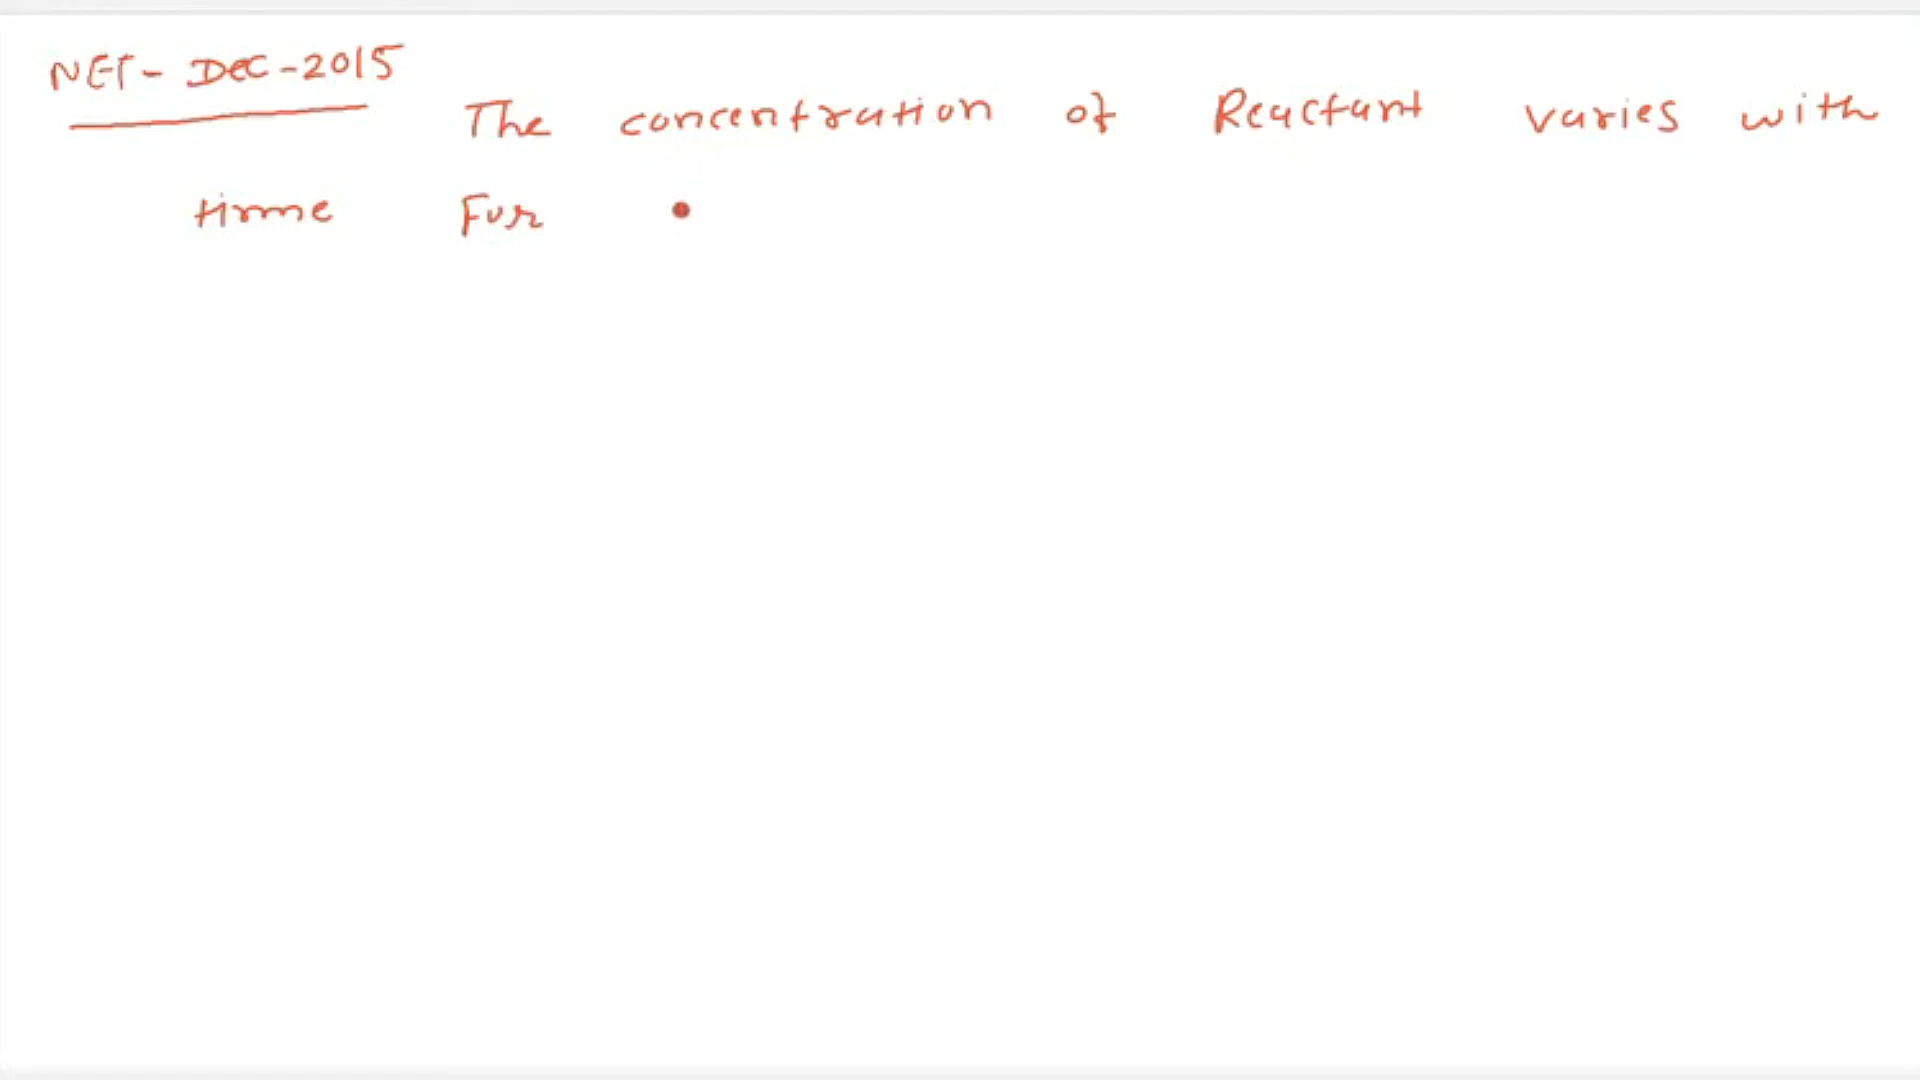 NET - DEC - 2015
The concentration of Reactant varies with
time For